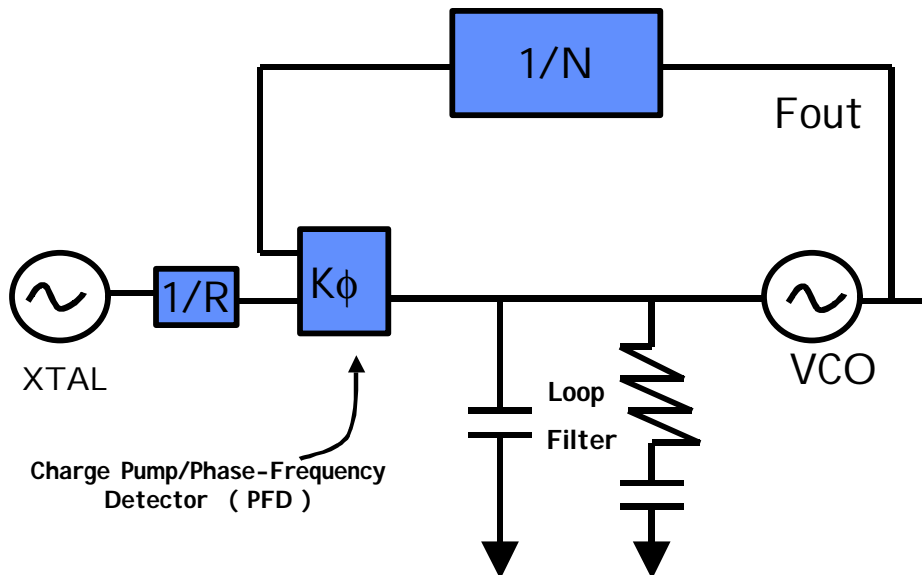 1/N
Fout
1/R
Kϕ
XTAL
VCO
Loop
Filter
Charge Pump/Phase-Frequency
Detector ( PFD )